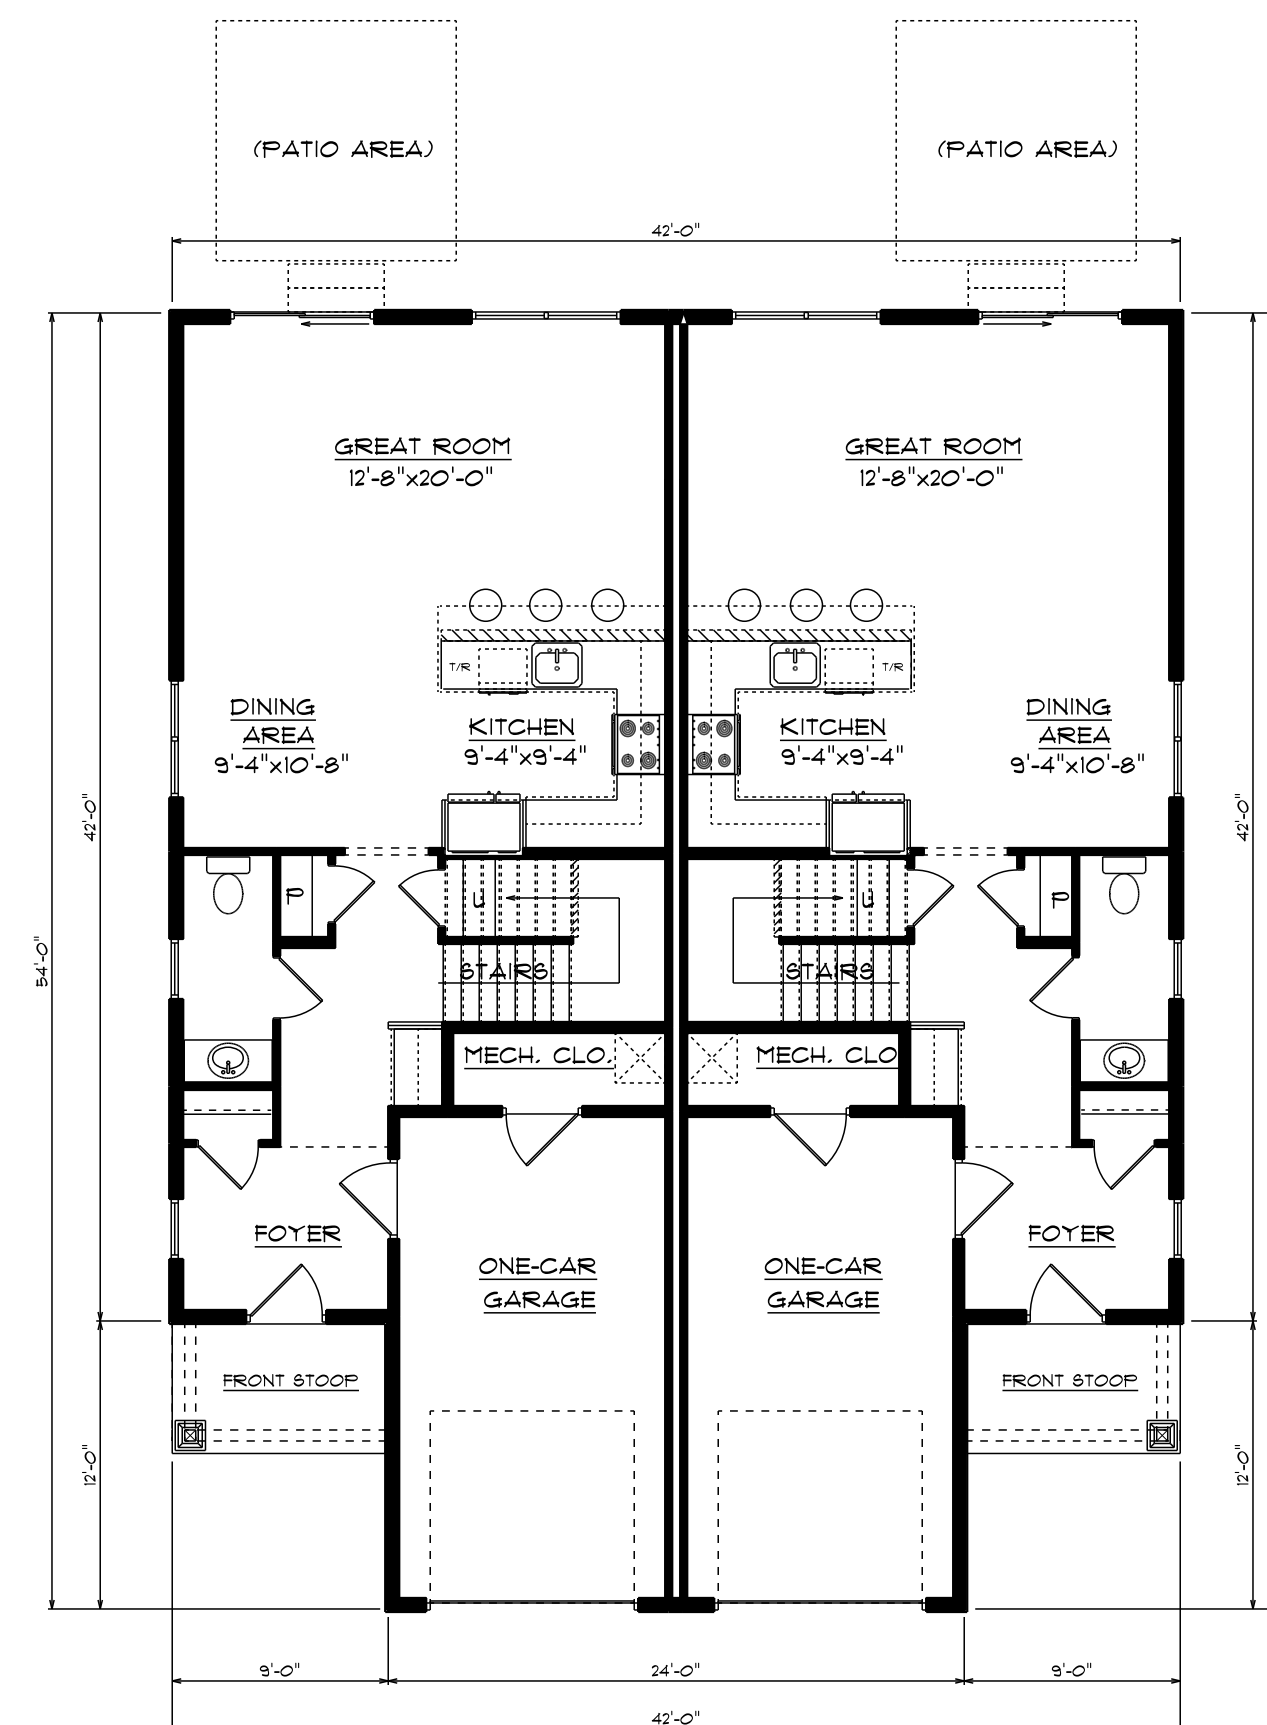 (PATIO AREA) (PATIO AREA)
42'-0"
GREAT ROOM GREAT ROOM
12'-8"x20'-0" 12'-8"x20'-0"
T/R T/R
DINING KITCHEN KITCHEN DINING
AREA AREA
9'-4"x10'-8" 9'-4"x9'-4" 9'-4"x9'-4" 9'-4"x10'-8"
42'-0" 42'-0"
P U U P
54'-0"
STAIRS STAIRS
MECH. CLO. MECH. CLO
FOYER FOYER
ONE-CAR ONE-CAR
GARAGE GARAGE
FRONT STOOP FRONT STOOP
12'-0" 12'-0"
9'-0" 24'-0" 9'-0"
42'-0"